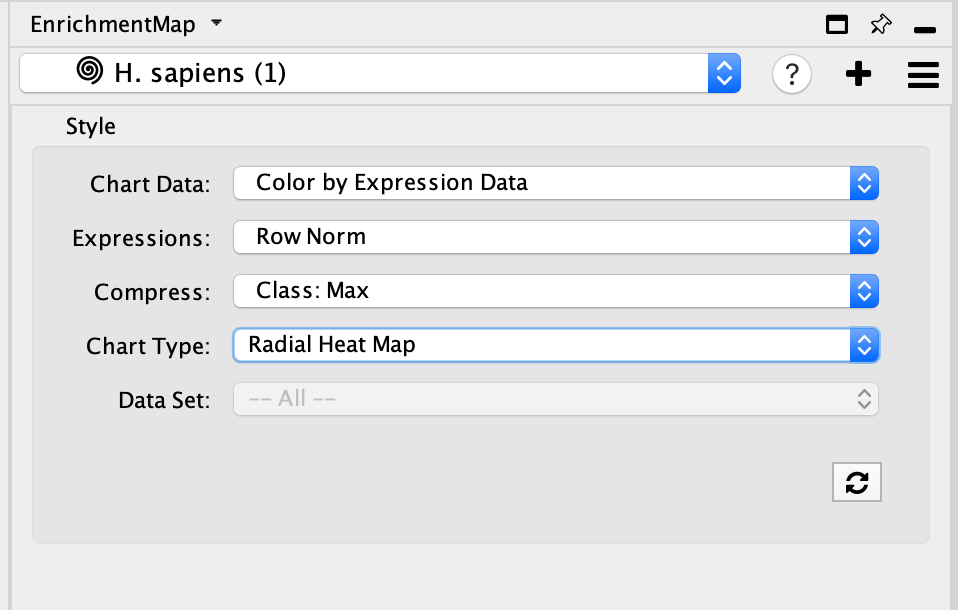 EnrichmentMap
H. sapiens (1)
?
Style
Chart Data: Color by Expression Data
Expressions: Row Norm
Compress: Class: Max
Chart Type: Radial Heat Map
Data Set: -- All --